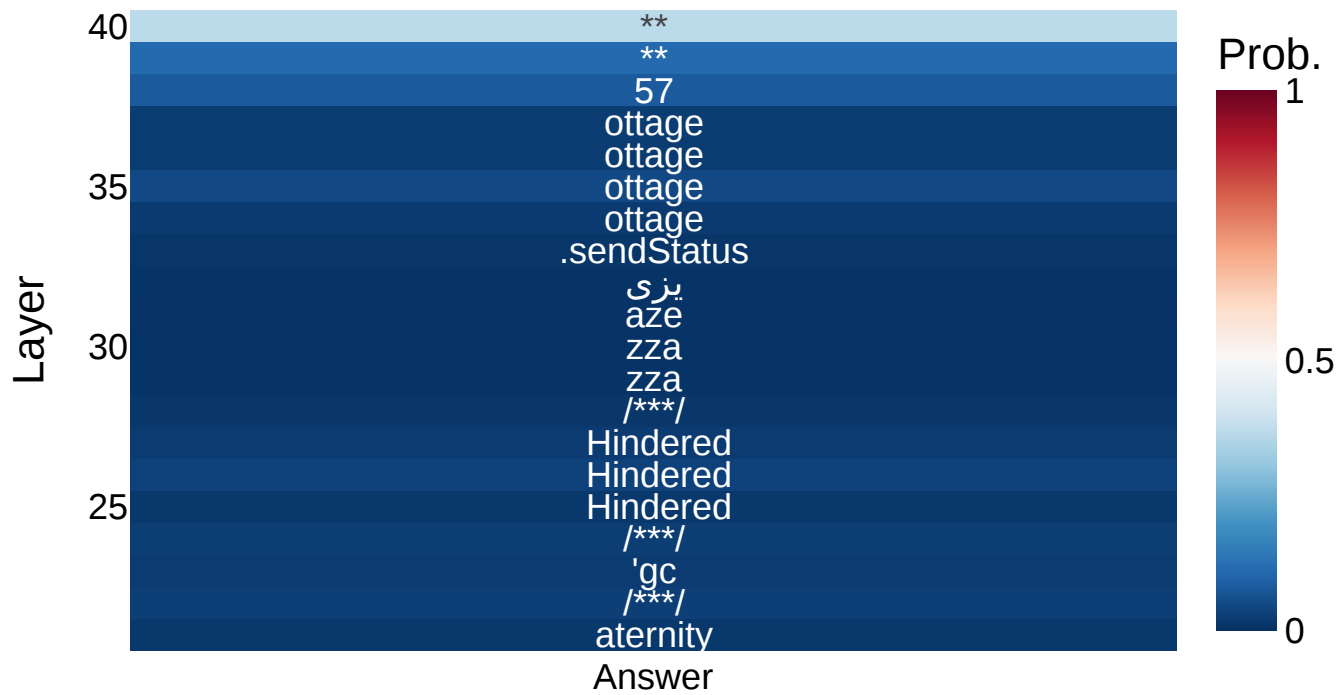 40
**
**
57
ottage
ottage
35
ottage
ottage
.sendStatus
یزی
aze
30
zza
zza
/***/
Hindered
Hindered
25
Hindered
/***/
'gc
/***/
aternity
Layer
Answer
Prob.
1
0.5
0